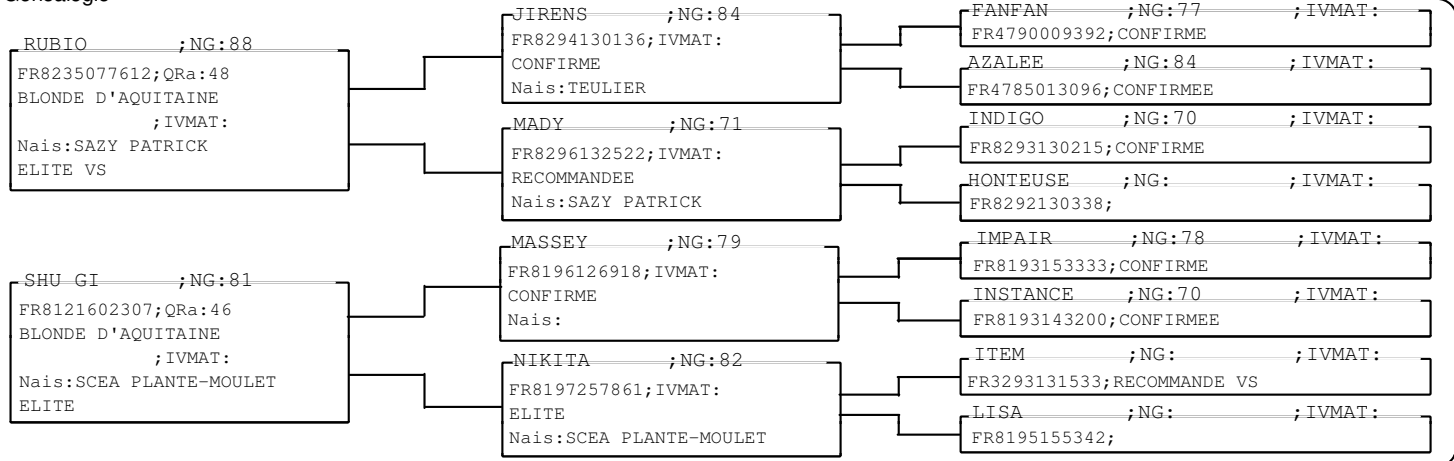 RUBIO ;NG:88
FR8235077612;QRa:48
BLONDE D'AQUITAINE
;IVMAT:
Nais:SAZY PATRICK
ELITE VS
SHU GI ;NG:81
FR8121602307;QRa:46
BLONDE D'AQUITAINE
;IVMAT:
Nais:SCEA PLANTE-MOULET
ELITE
JIRENS ;NG:84
FR8294130136;IVMAT:
CONFIRME
Nais:TEULIER
MADY ;NG:71
FR8296132522;IVMAT:
RECOMMANDEE
Nais:SAZY PATRICK
MASSEY ;NG:79
FR8196126918;IVMAT:
CONFIRME
Nais:
NIKITA ;NG:82
FR8197257861;IVMAT:
ELITE
Nais:SCEA PLANTE-MOULET
FANFAN ;NG:77 ;IVMAT:
FR4790009392;CONFIRME
AZALEE ;NG:84 ;IVMAT:
FR4785013096;CONFIRMEE
INDIGO ;NG:70 ;IVMAT:
FR8293130215;CONFIRME
HONTEUSE ;NG: ;IVMAT:
FR8292130338;
IMPAIR ;NG:78 ;IVMAT:
FR8193153333;CONFIRME
INSTANCE ;NG:70 ;IVMAT:
FR8193143200;CONFIRMEE
ITEM ;NG: ;IVMAT:
FR3293131533;RECOMMANDE VS
LISA ;NG: ;IVMAT:
FR8195155342;